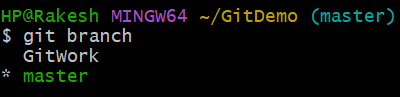 HP@Rakesh MINGW64 ~/GitDemo (master)
$ git branch
  GitWork
* master